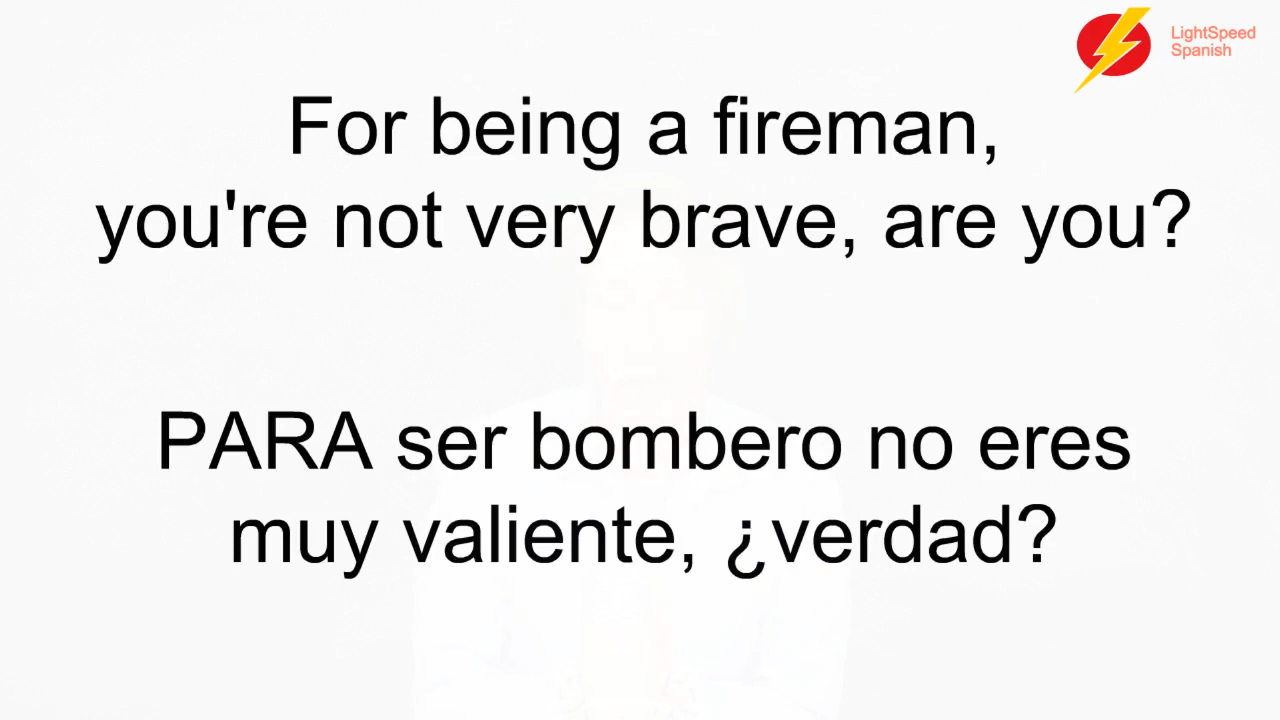 LightSpeed
Spanish
For being a fireman,
you're not very brave, are you?
PARA ser bombero no eres
muy valiente, ¿verdad?